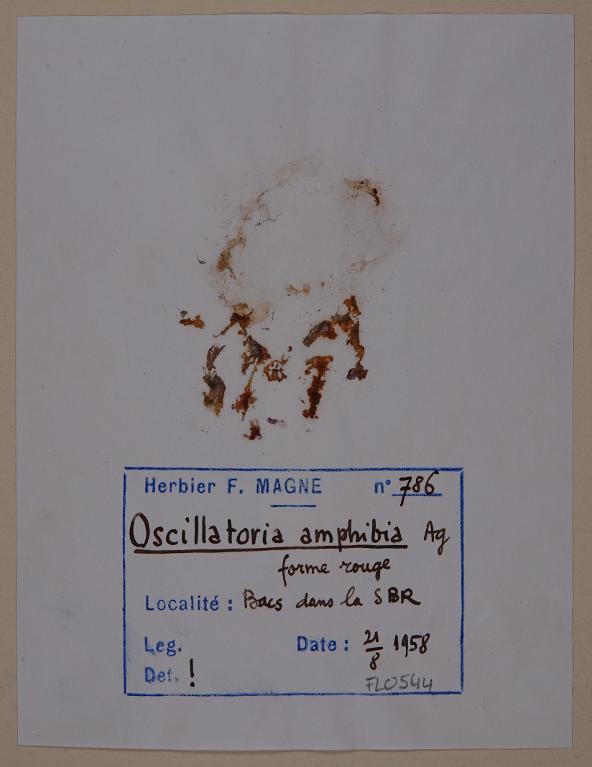 Herbier F. MAGNE n° 786
Oscillatoria amphibia Ag
forme rouge
Localité : Bacs dans la SBR
Leg. Date : 21/8 1958
Det. !
FLO544